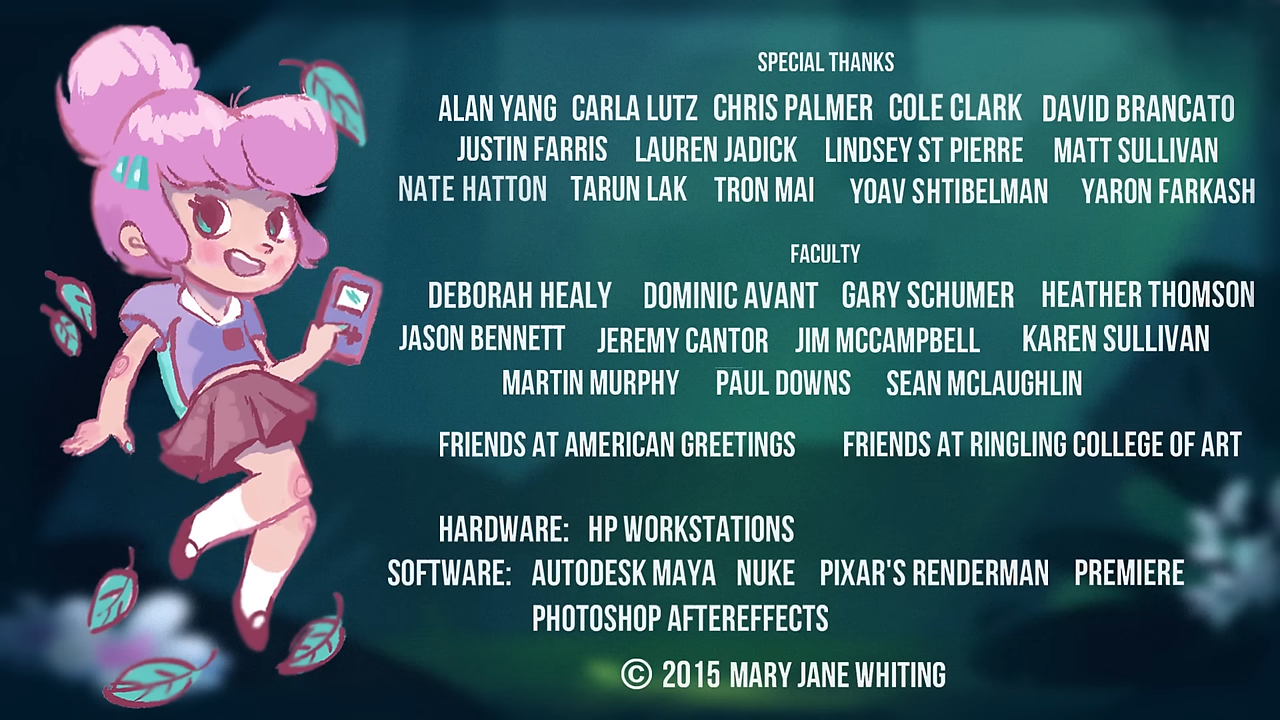 SPECIAL THANKS
ALAN YANG CARLA LUTZ CHRIS PALMER COLE CLARK DAVID BRANCATO
JUSTIN FARRIS LAUREN JADICK LINDSEY ST PIERRE MATT SULLIVAN
NATE HATTON TARUN LAK TRON MAI YOAV SHTIBELMAN YARON FARKASH
FACULTY
DEBORAH HEALY DOMINIC AVANT GARY SCHUMER HEATHER THOMSON
JASON BENNETT JEREMY CANTOR JIM MCCAMPBELL KAREN SULLIVAN
MARTIN MURPHY PAUL DOWNS SEAN MCLAUGHLIN
FRIENDS AT AMERICAN GREETINGS FRIENDS AT RINGLING COLLEGE OF ART
HARDWARE: HP WORKSTATIONS
SOFTWARE: AUTODESK MAYA NUKE PIXAR'S RENDERMAN PREMIERE
PHOTOSHOP AFTEREFFECTS
© 2015 MARY JANE WHITING